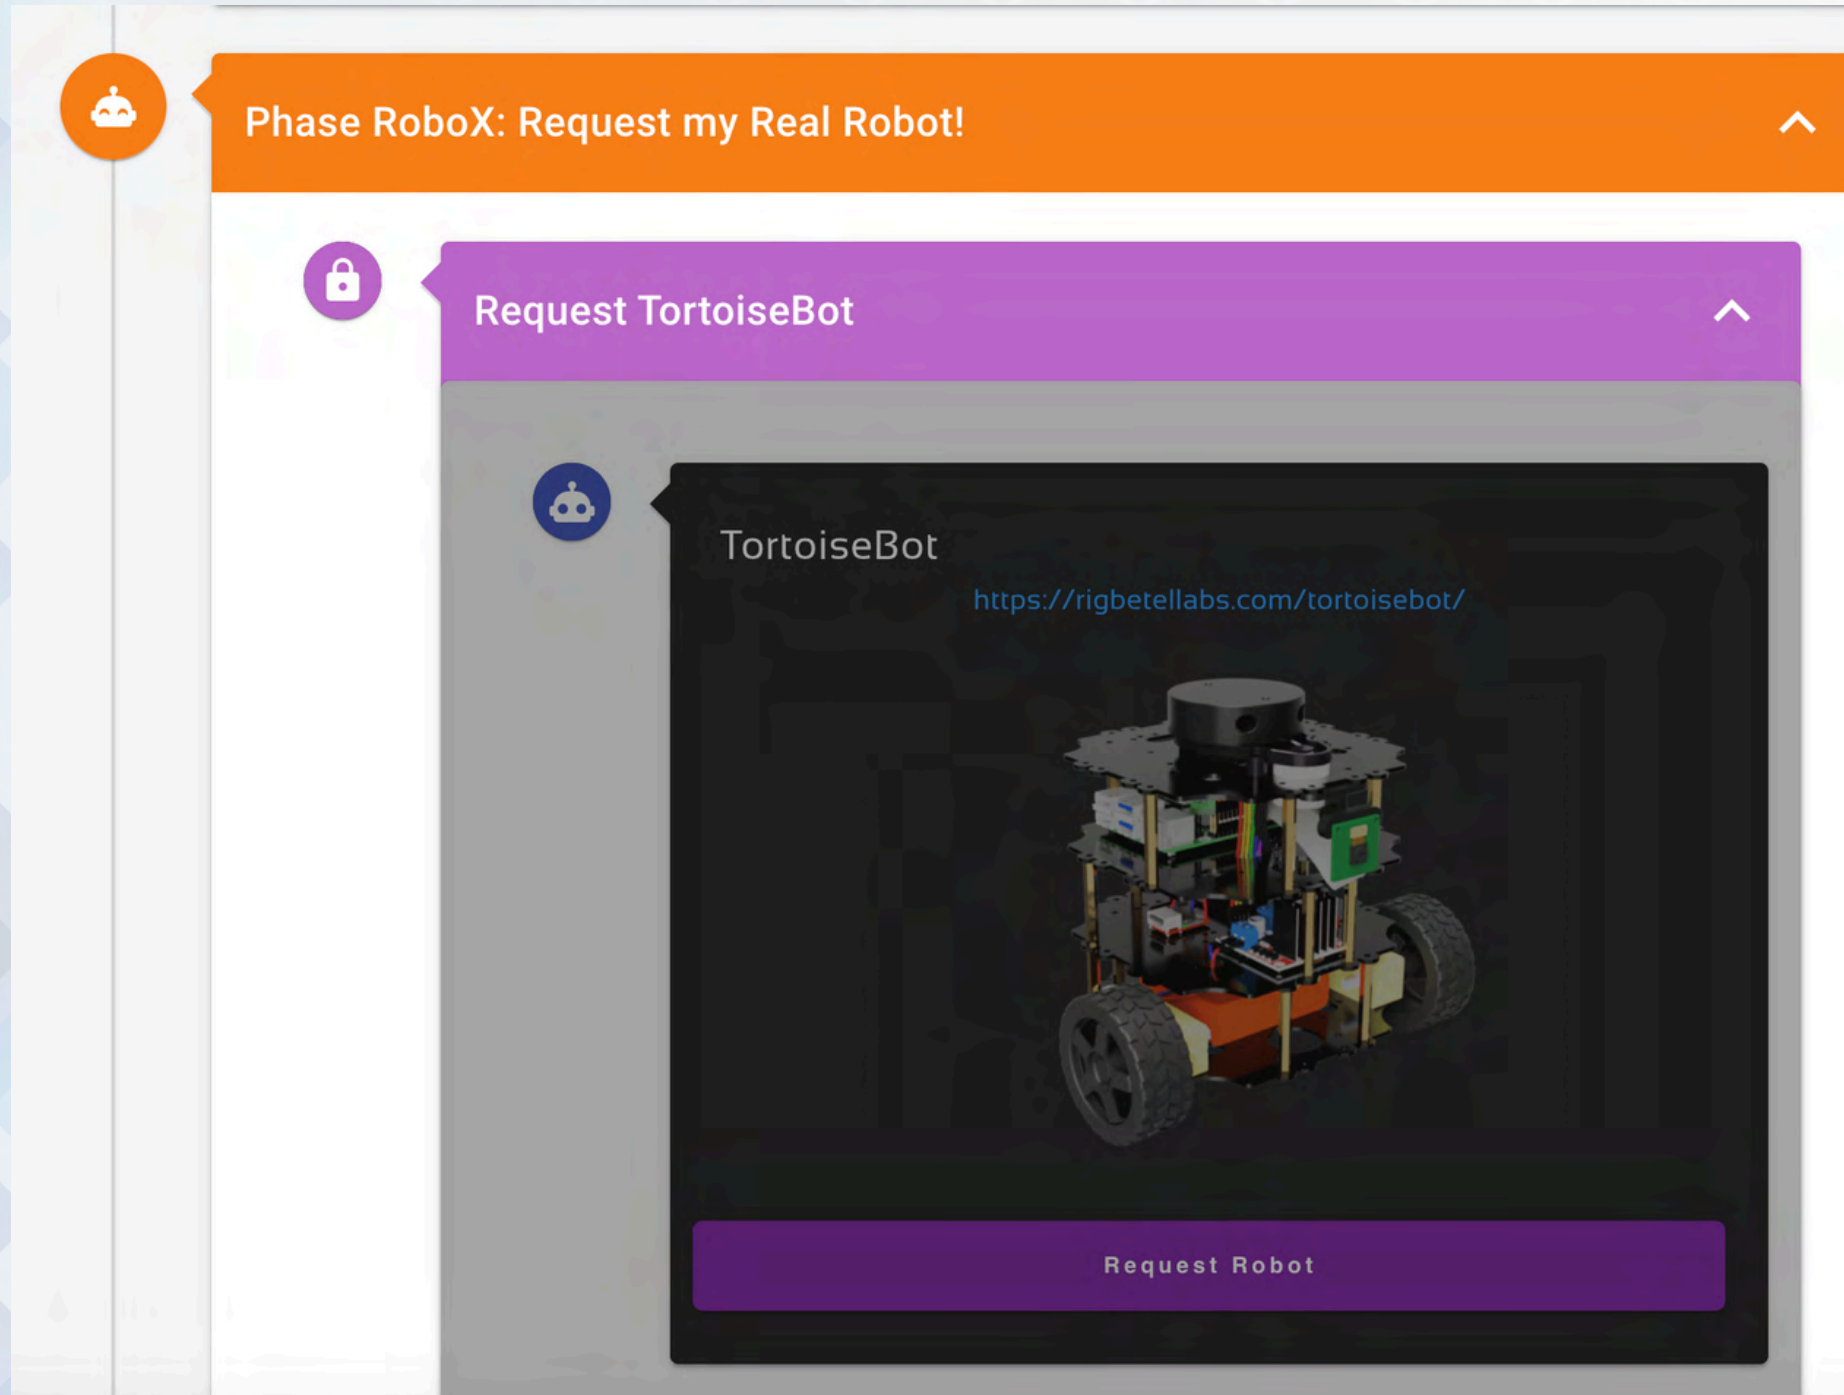 Phase RoboX: Request my Real Robot!
Request TortoiseBot
TortoiseBot
https://rigbetellabs.com/tortoisebot/
Request Robot